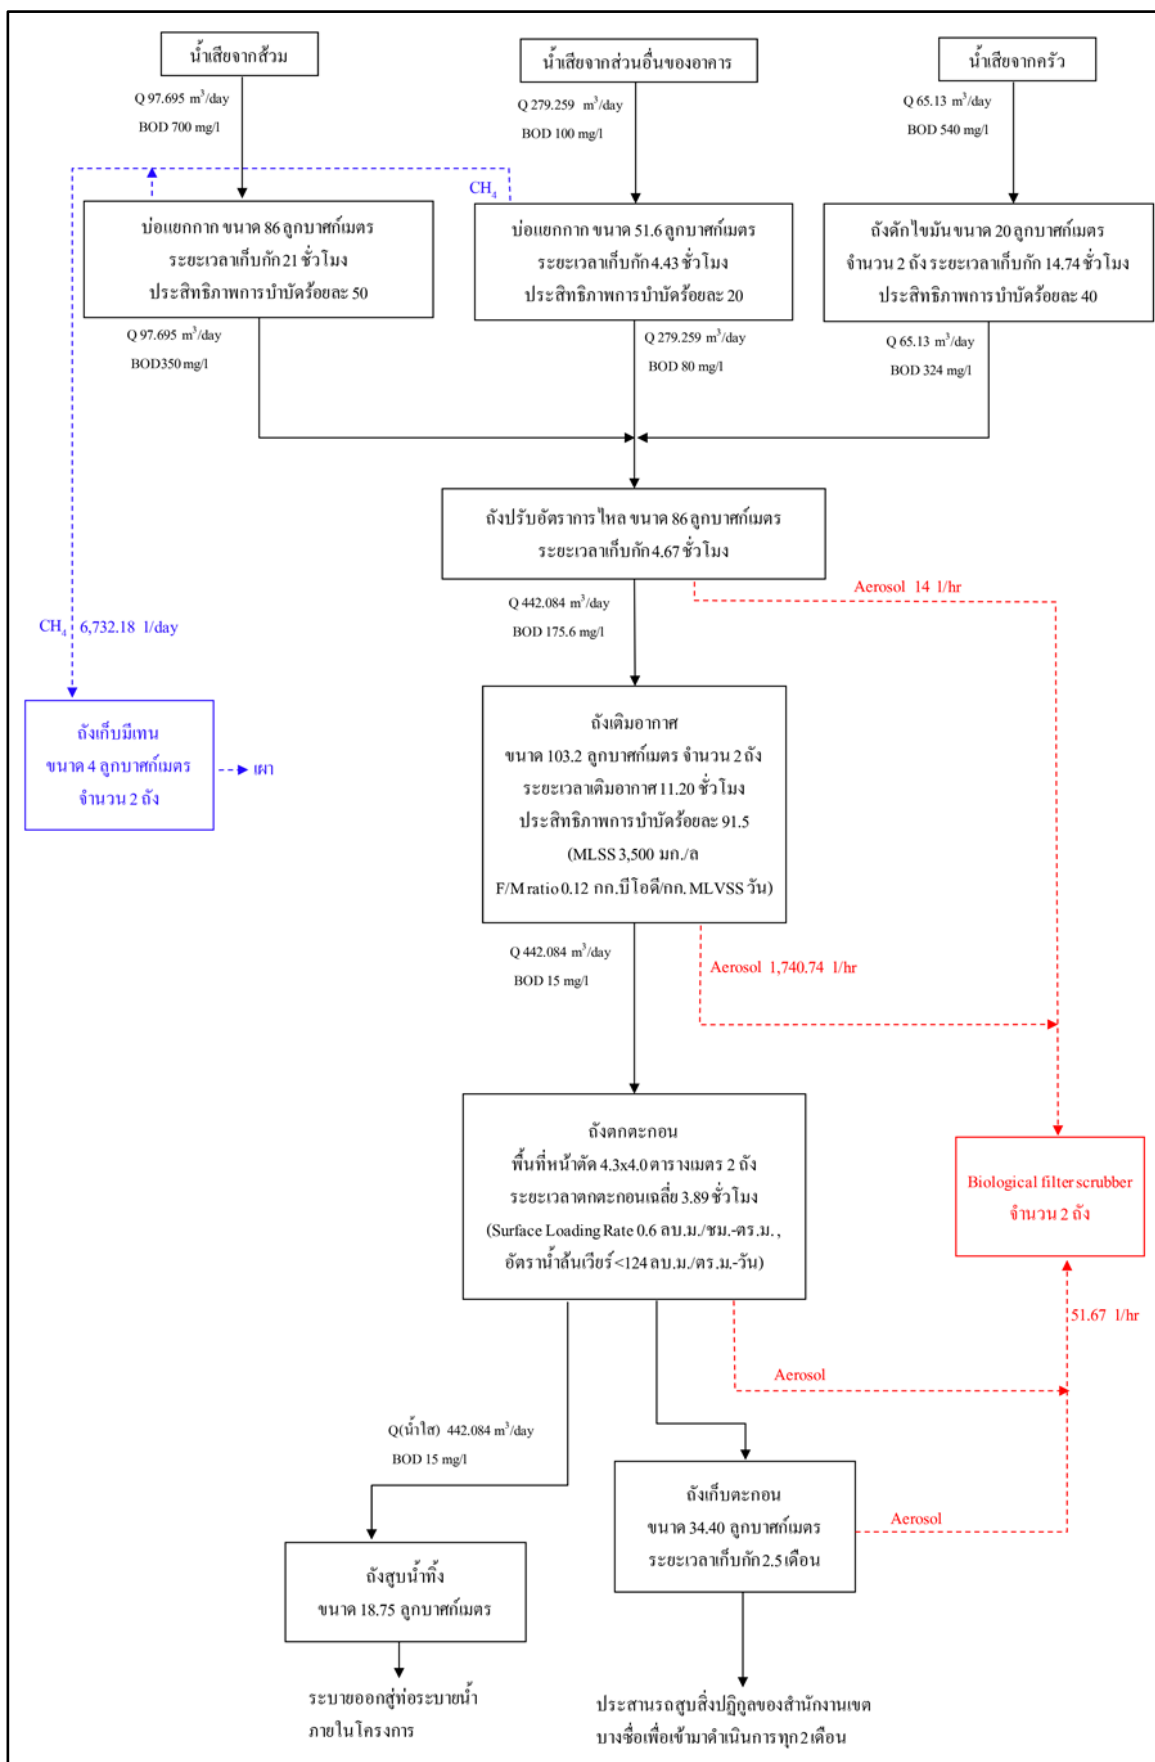 น้ำเสียจากส้วม
น้ำเสียจากส่วนอื่นของอาคาร
น้ำเสียจากครัว
Q 97.695 m³/day
BOD 700 mg/l
Q 279.259 m³/day
BOD 100 mg/l
Q 65.13 m³/day
BOD 540 mg/l
CH₄
บ่อแยกกาก ขนาด 86 ลูกบาศก์เมตร
ระยะเวลาเก็บกัก 21 ชั่วโมง
ประสิทธิภาพการบำบัดร้อยละ 50
บ่อแยกกาก ขนาด 51.6 ลูกบาศก์เมตร
ระยะเวลาเก็บกัก 4.43 ชั่วโมง
ประสิทธิภาพการบำบัดร้อยละ 20
ถังดักไขมัน ขนาด 20 ลูกบาศก์เมตร
จำนวน 2 ถัง ระยะเวลาเก็บกัก 14.74 ชั่วโมง
ประสิทธิภาพการบำบัดร้อยละ 40
Q 97.695 m³/day
BOD350 mg/l
Q 279.259 m³/day
BOD 80 mg/l
Q 65.13 m³/day
BOD 324 mg/l
ถังปรับอัตราการไหล ขนาด 86 ลูกบาศก์เมตร
ระยะเวลาเก็บกัก 4.67 ชั่วโมง
Aerosol 14 l/hr
Q 442.084 m³/day
BOD 175.6 mg/l
CH₄ 6,732.18 l/day
ถังเก็บมีเทน
ขนาด 4 ลูกบาศก์เมตร
จำนวน 2 ถัง
เผา
ถังเติมอากาศ
ขนาด 103.2 ลูกบาศก์เมตร จำนวน 2 ถัง
ระยะเวลาเติมอากาศ 11.20 ชั่วโมง
ประสิทธิภาพการบำบัดร้อยละ 91.5
(MLSS 3,500 มก./ล
F/M ratio 0.12 กก.บีโอดี/กก. MLVSS วัน)
Q 442.084 m³/day
BOD 15 mg/l
Aerosol 1,740.74 l/hr
ถังตกตะกอน
พื้นที่หน้าตัด 4.3x4.0 ตารางเมตร 2 ถัง
ระยะเวลาตกตะกอนเฉลี่ย 3.89 ชั่วโมง
(Surface Loading Rate 0.6 ลบ.ม./ชม.-ตร.ม. ,
อัตราน้ำล้นเวียร์ <124 ลบ.ม./ตร.ม.-วัน)
Biological filter scrubber
จำนวน 2 ถัง
51.67 l/hr
Aerosol
Q(น้ำใส) 442.084 m³/day
BOD 15 mg/l
ถังเก็บตะกอน
ขนาด 34.40 ลูกบาศก์เมตร
ระยะเวลาเก็บกัก 2.5 เดือน
Aerosol
ถังสูบน้ำทิ้ง
ขนาด 18.75 ลูกบาศก์เมตร
ระบายออกสู่ท่อระบายน้ำ
ภายในโครงการ
ประสานรถสูบสิ่งปฏิกูลของสำนักงานเขต
บางซื่อเพื่อเข้ามาดำเนินการทุก 2 เดือน